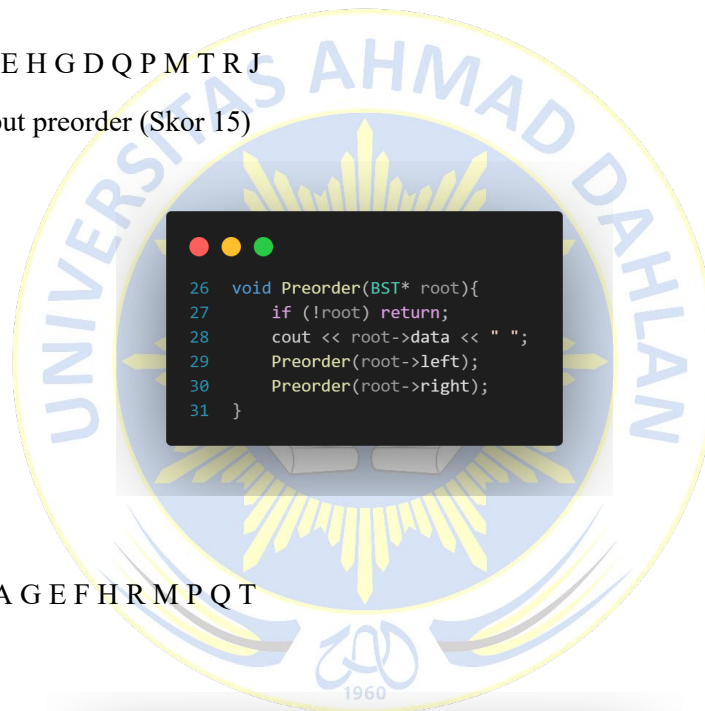 E H G D Q P M T R J
put preorder (Skor 15)
UNIVERSITAS AHMAD DAHLAN
26 void Preorder(BST* root){
27     if (!root) return;
28     cout << root->data << " ";
29     Preorder(root->left);
30     Preorder(root->right);
31 }
A G E F H R M P Q T
1960